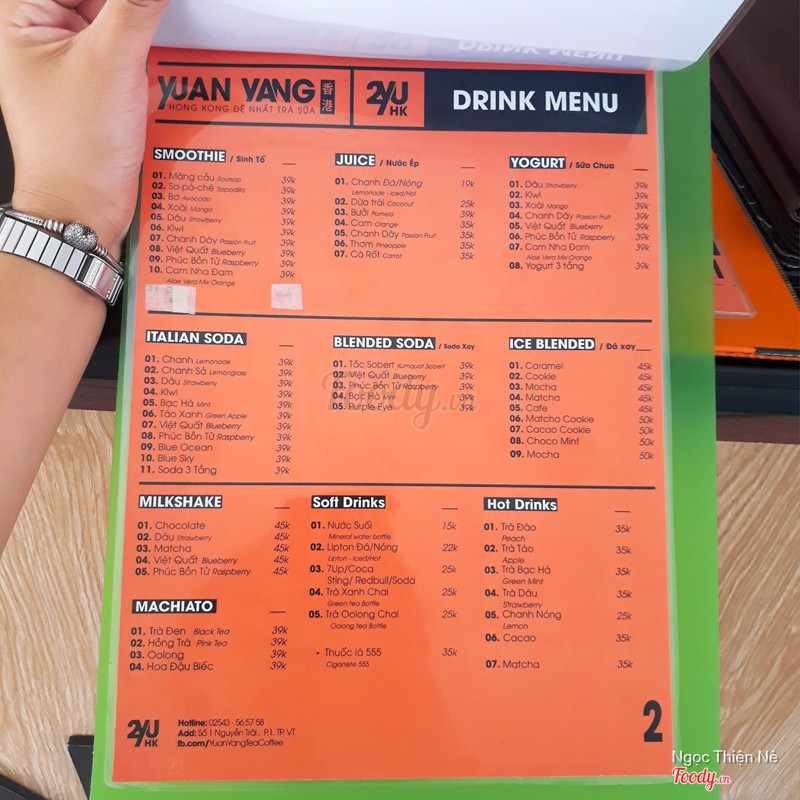 DRINK MENU
YUAN YANG 香港
HONG KONG ĐỆ NHẤT TRÀ SỮA
2YU HK
DRINK MENU
SMOOTHIE / Sinh Tố
01. Mãng cầu Soursop 39k
02. Sa-pô-chê Sapodilla 39k
03. Bơ Avocado 39k
04. Xoài Mango 39k
05. Dâu Strawberry 39k
06. Kiwi 39k
07. Chanh Dây Passion Fruit 39k
08. Việt Quất Blueberry 39k
09. Phúc Bồn Tử Raspberry 39k
10. Cam Nha Đam 39k
Aloe Vera Mix Orange
JUICE / Nước Ép
01. Chanh Đá/Nóng 19k
Lemonade - Iced/Hot
02. Dừa trái Coconut 25k
03. Bưởi Pomelo 39k
04. Cam Orange 35k
05. Chanh Dây Passion Fruit 35k
06. Thơm Pineapple 35k
07. Cà Rốt Carrot 35k
YOGURT / Sữa Chua
01. Dâu Strawberry 39k
02. Kiwi 39k
03. Xoài Mango 39k
04. Chanh Dây Passion Fruit 39k
05. Việt Quất Blueberry 39k
06. Phúc Bồn Tử Raspberry 39k
07. Cam Nha Đam 39k
Aloe Vera Mix Orange
08. Yogurt 3 tầng 39k
ITALIAN SODA
01. Chanh Lemonade 39k
02. Chanh Sả Lemongrass 39k
03. Dâu Strawberry 39k
04. Kiwi 39k
05. Bạc Hà Mint 39k
06. Táo Xanh Green Apple 39k
07. Việt Quất Blueberry 39k
08. Phúc Bồn Tử Raspberry 39k
09. Blue Ocean 39k
10. Blue Sky 39k
11. Soda 3 Tầng 39k
BLENDED SODA / Soda Xay
01. Tắc Sobert Kumquat Sobert 39k
02. Việt Quất Blueberry 39k
03. Phúc Bồn Tử Raspberry 39k
04. Bạc Hà Mint 39k
05. Purple Eye 39k
Foody.vn
ICE BLENDED / Đá xay
01. Caramel 45k
02. Cookie 45k
03. Mocha 45k
04. Matcha 45k
05. Cafe 45k
06. Matcha Cookie 50k
07. Cacao Cookie 50k
08. Choco Mint 50k
09. Mocha 50k
MILKSHAKE
01. Chocolate 45k
02. Dâu Strawberry 45k
03. Matcha 45k
04. Việt Quất Blueberry 45k
05. Phúc Bồn Tử Raspberry 45k
MACHIATO
01. Trà Đen Black Tea 39k
02. Hồng Trà Pink Tea 39k
03. Oolong 39k
04. Hoa Đậu Biếc 39k
Soft Drinks
01. Nước Suối 15k
Mineral water bottle
02. Lipton Đá/Nóng 22k
Lipton - Iced/Hot
03. 7Up/Coca 25k
Sting/ Redbull/Soda
04. Trà Xanh Chai 25k
Green tea Bottle
05. Trà Oolong Chai 25k
Oolong tea Bottle
- Thuốc lá 555 35k
Cigarrete 555
Hot Drinks
01. Trà Đào 35k
Peach
02. Trà Táo 35k
Apple
03. Trà Bạc Hà 35k
Green Mint
04. Trà Dâu 35k
Strawberry
05. Chanh Nóng 25k
Lemon
06. Cacao 35k
07. Matcha 35k
2YU HK
Hotline: 02543 - 56 57 58
Add: Số 1 Nguyễn Trãi , P.1, TP. VT
fb.com/YuanYangTeaCoffee
2
Ngọc Thiện Nè
Foody.vn